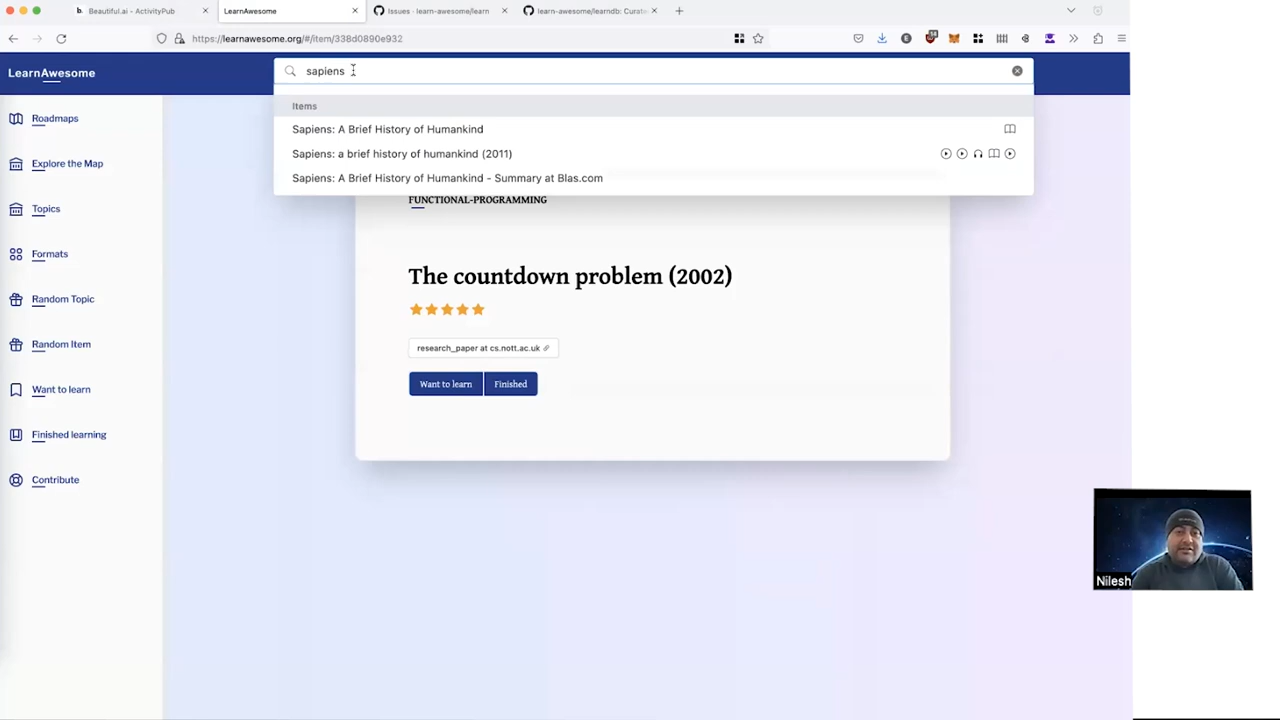 Beautiful.ai - ActivityPub
LearnAwesome
Issues · learn-awesome/learn
learn-awesome/learndb: Curate
https://learnawesome.org/#/item/338d0890e932
LearnAwesome
sapiens
Items
Sapiens: A Brief History of Humankind
Sapiens: a brief history of humankind (2011)
Sapiens: A Brief History of Humankind - Summary at Blas.com
Roadmaps
Explore the Map
Topics
Formats
Random Topic
Random Item
Want to learn
Finished learning
Contribute
FUNCTIONAL-PROGRAMMING
The countdown problem (2002)
research_paper at cs.nott.ac.uk
Want to learn
Finished
Nilesh